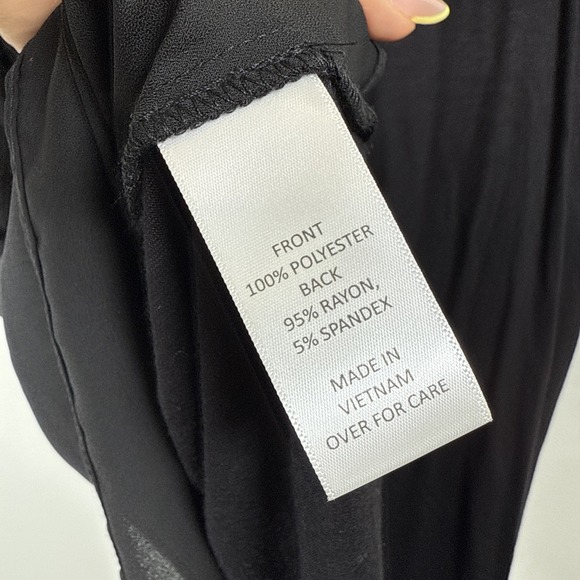 FRONT
100% POLYESTER
BACK
95% RAYON,
5% SPANDEX
MADE IN
VIETNAM
OVER FOR CARE